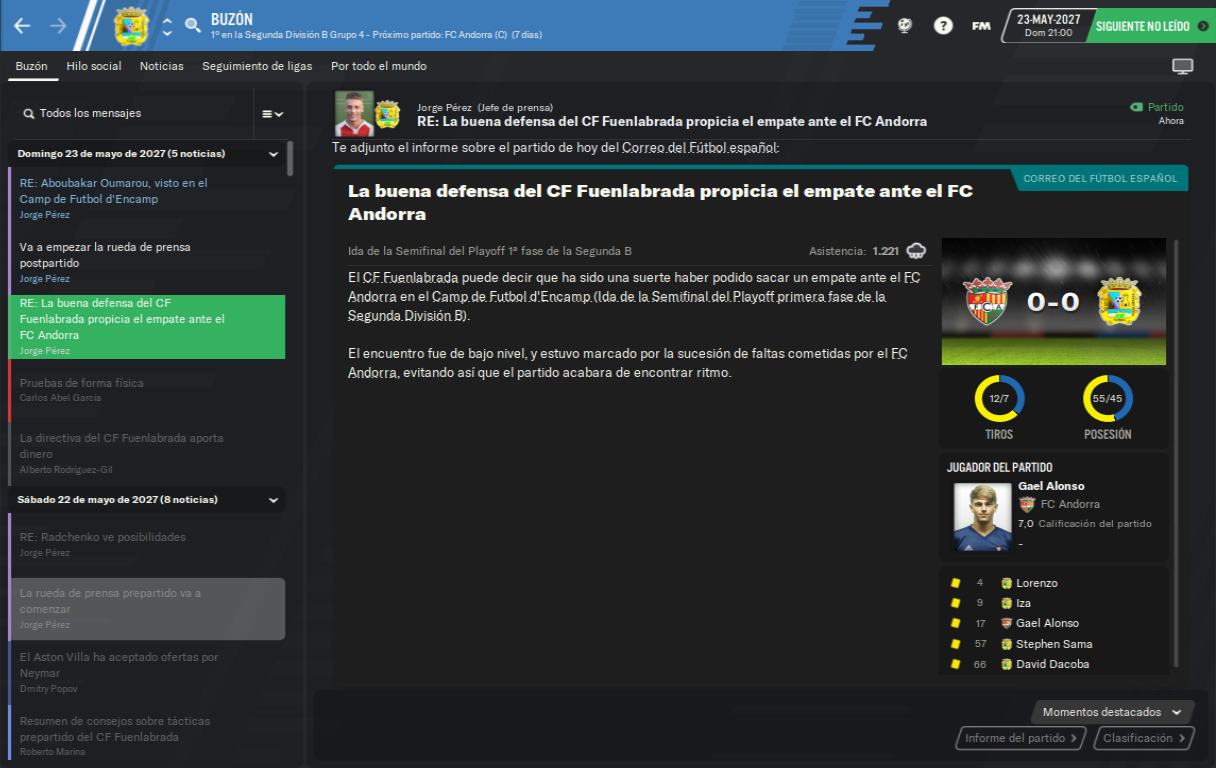 BUZÓN
1º en la Segunda División B Grupo 4 - Próximo partido: FC Andorra (C) (7 días)
?
FM
23-MAY-2027
Dom 21:00
SIGUIENTE NO LEÍDO
Buzón
Hilo social
Noticias
Seguimiento de ligas
Por todo el mundo
Todos los mensajes
Domingo 23 de mayo de 2027 (5 noticias)
RE: Aboubakar Oumarou, visto en el
Camp de Futbol d'Encamp
Jorge Pérez
Va a empezar la rueda de prensa
postpartido
Jorge Pérez
RE: La buena defensa del CF
Fuenlabrada propicia el empate ante el
FC Andorra
Jorge Pérez
Pruebas de forma física
Carlos Abel García
La directiva del CF Fuenlabrada aporta
dinero
Alberto Rodríguez-Gil
Sábado 22 de mayo de 2027 (8 noticias)
RE: Radchenko ve posibilidades
Jorge Pérez
La rueda de prensa prepartido va a
comenzar
Jorge Pérez
El Aston Villa ha aceptado ofertas por
Neymar
Dmitry Popov
Resumen de consejos sobre tácticas
prepartido del CF Fuenlabrada
Roberto Marina
Jorge Pérez (Jefe de prensa)
RE: La buena defensa del CF Fuenlabrada propicia el empate ante el FC Andorra
Partido
Ahora
Te adjunto el informe sobre el partido de hoy del Correo del Fútbol español:
CORREO DEL FÚTBOL ESPAÑOL
La buena defensa del CF Fuenlabrada propicia el empate ante el FC
Andorra
Ida de la Semifinal del Playoff 1ª fase de la Segunda B
Asistencia: 1.221
El CF Fuenlabrada puede decir que ha sido una suerte haber podido sacar un empate ante el FC
Andorra en el Camp de Futbol d'Encamp (Ida de la Semifinal del Playoff primera fase de la
Segunda División B).
El encuentro fue de bajo nivel, y estuvo marcado por la sucesión de faltas cometidas por el FC
Andorra, evitando así que el partido acabara de encontrar ritmo.
FCA
0-0
12/7
TIROS
55/45
POSESIÓN
JUGADOR DEL PARTIDO
Gael Alonso
FC Andorra
7,0 Calificación del partido
-
4 Lorenzo
9 Iza
17 Gael Alonso
57 Stephen Sama
66 David Dacoba
Momentos destacados
Informe del partido
Clasificación